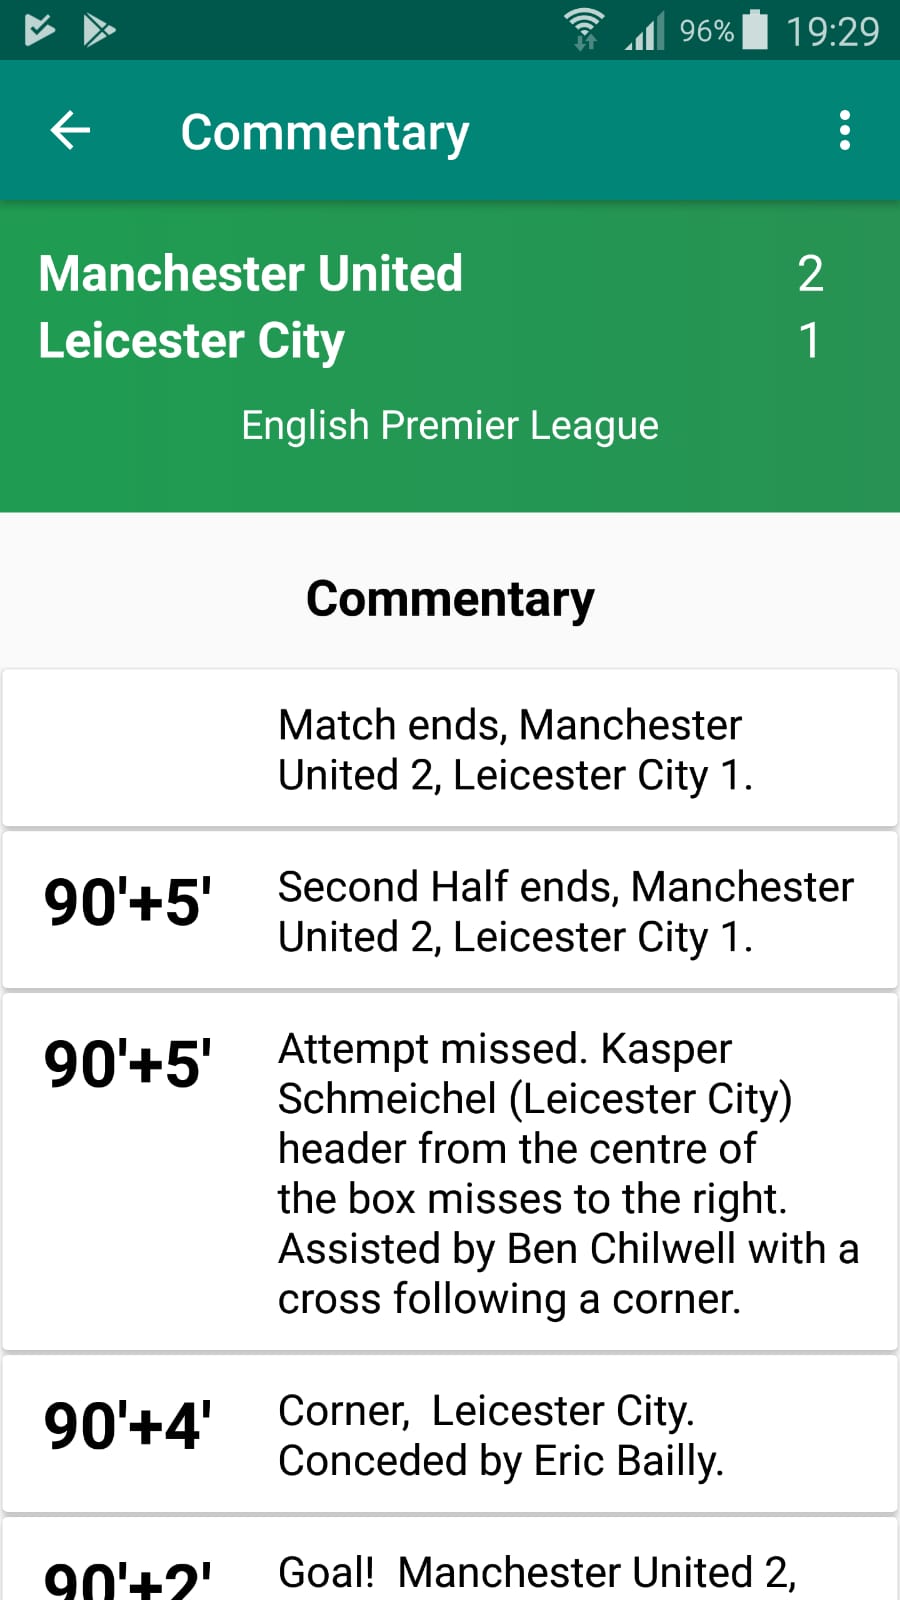 96% 19:29
Commentary
Manchester United 2
Leicester City 1
English Premier League
Commentary
Match ends, Manchester
United 2, Leicester City 1.
90'+5' Second Half ends, Manchester
United 2, Leicester City 1.
90'+5' Attempt missed. Kasper
Schmeichel (Leicester City)
header from the centre of
the box misses to the right.
Assisted by Ben Chilwell with a
cross following a corner.
90'+4' Corner,  Leicester City.
Conceded by Eric Bailly.
90'+2' Goal!  Manchester United 2,